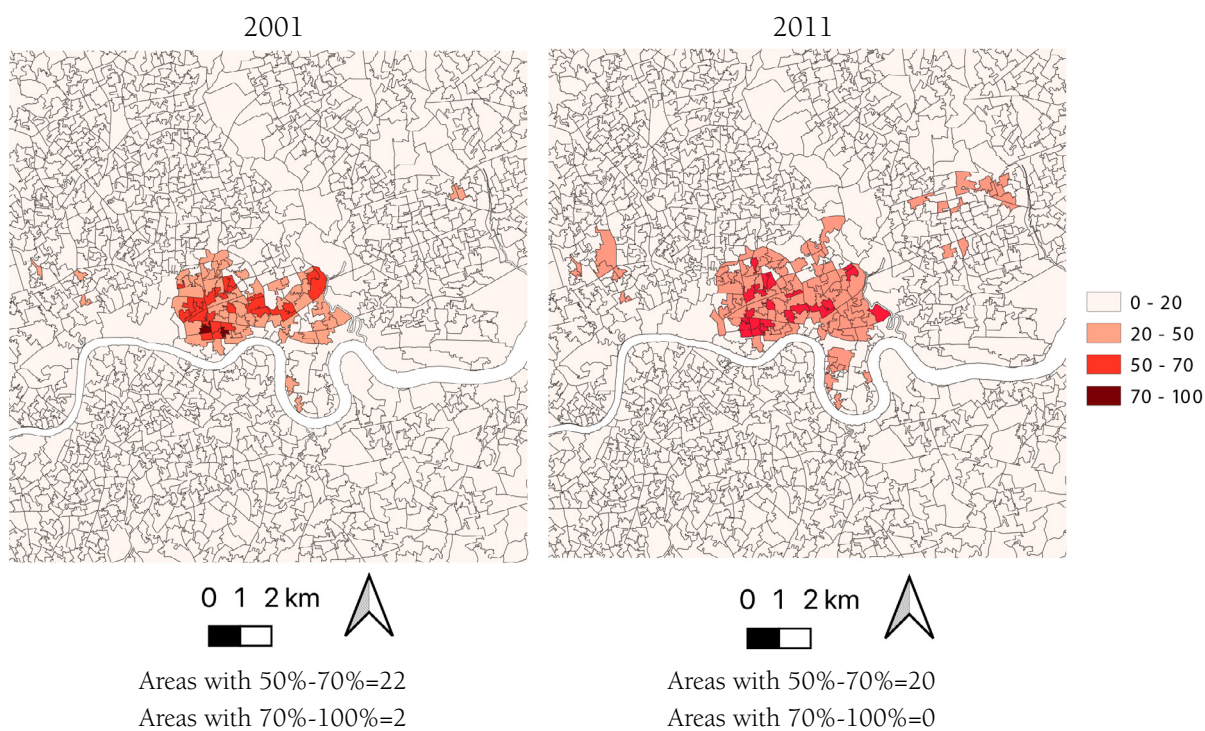 2001
2011
0 - 20
20 - 50
50 - 70
70 - 100
0 1 2 km
0 1 2 km
Areas with 50%-70%=22
Areas with 70%-100%=2
Areas with 50%-70%=20
Areas with 70%-100%=0